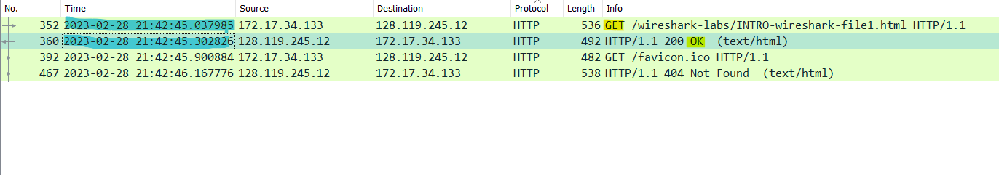 No. Time Source Destination Protocol Length Info
352 2023-02-28 21:42:45.037985 172.17.34.133 128.119.245.12 HTTP 536 GET /wireshark-labs/INTRO-wireshark-file1.html HTTP/1.1
360 2023-02-28 21:42:45.302826 128.119.245.12 172.17.34.133 HTTP 492 HTTP/1.1 200 OK (text/html)
392 2023-02-28 21:42:45.900884 172.17.34.133 128.119.245.12 HTTP 482 GET /favicon.ico HTTP/1.1
467 2023-02-28 21:42:46.167776 128.119.245.12 172.17.34.133 HTTP 538 HTTP/1.1 404 Not Found (text/html)